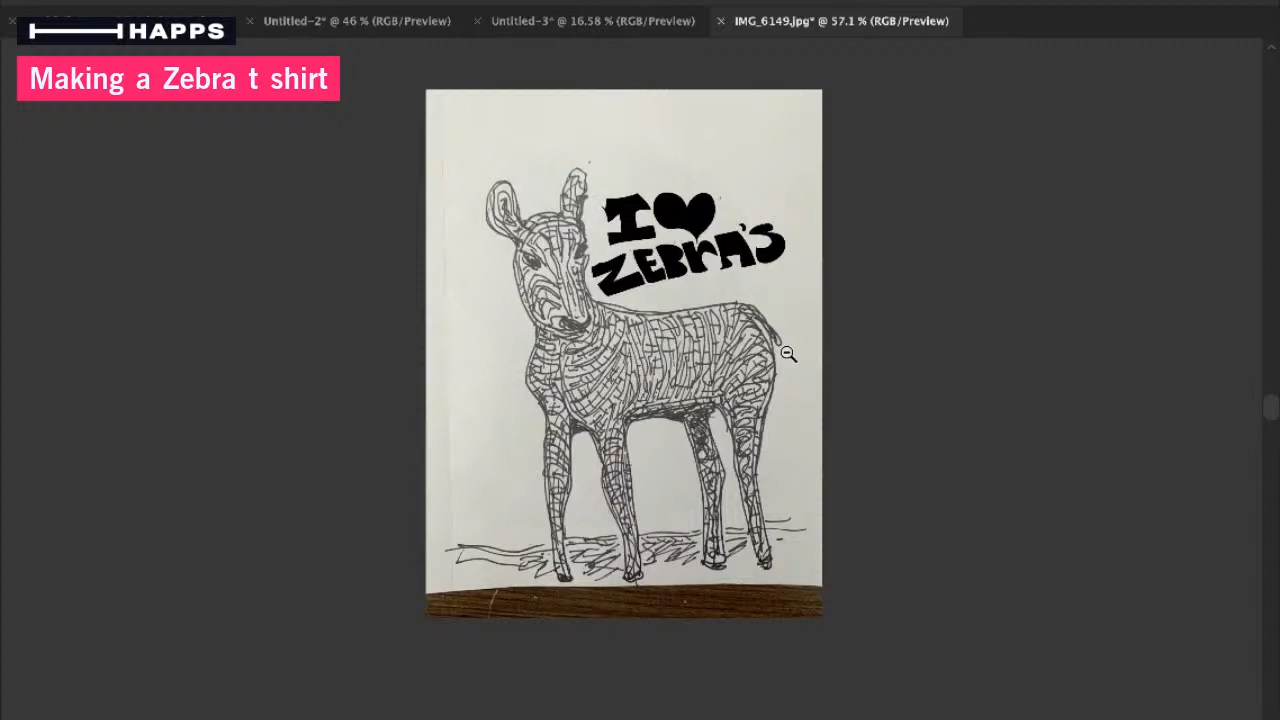 Untitled-2* @ 46 % (RGB/Preview)
Untitled-3* @ 16.58 % (RGB/Preview)
IMG_6149.jpg* @ 57.1 % (RGB/Preview)
HAPPS
Making a Zebra t shirt
I ♥
ZEBRA'S